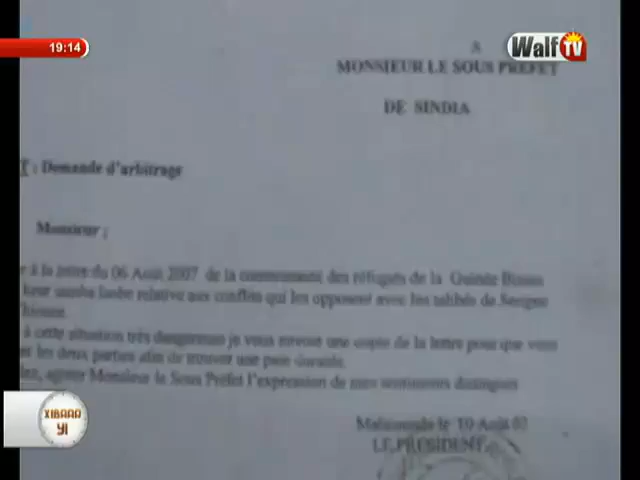 19:14
Walf TV
A
MONSIEUR LE SOUS PREFET
DE SINDIA
T : Demande d'arbitrage
Monsieur ;
à la lettre du 06 Août 2007 de la communauté des réfugiés de la Guinée Bissau
relative aux conflits qui les opposent avec les talibés de Serigne
à cette situation très dangereuse je vous envoie une copie de la lettre pour que vous
les deux parties afin de trouver une paix durable.
agréer Monsieur le Sous Préfet l'expression de mes sentiments distingués
le 10 Août 07
LE PRESIDENT
XIBAAR
YI